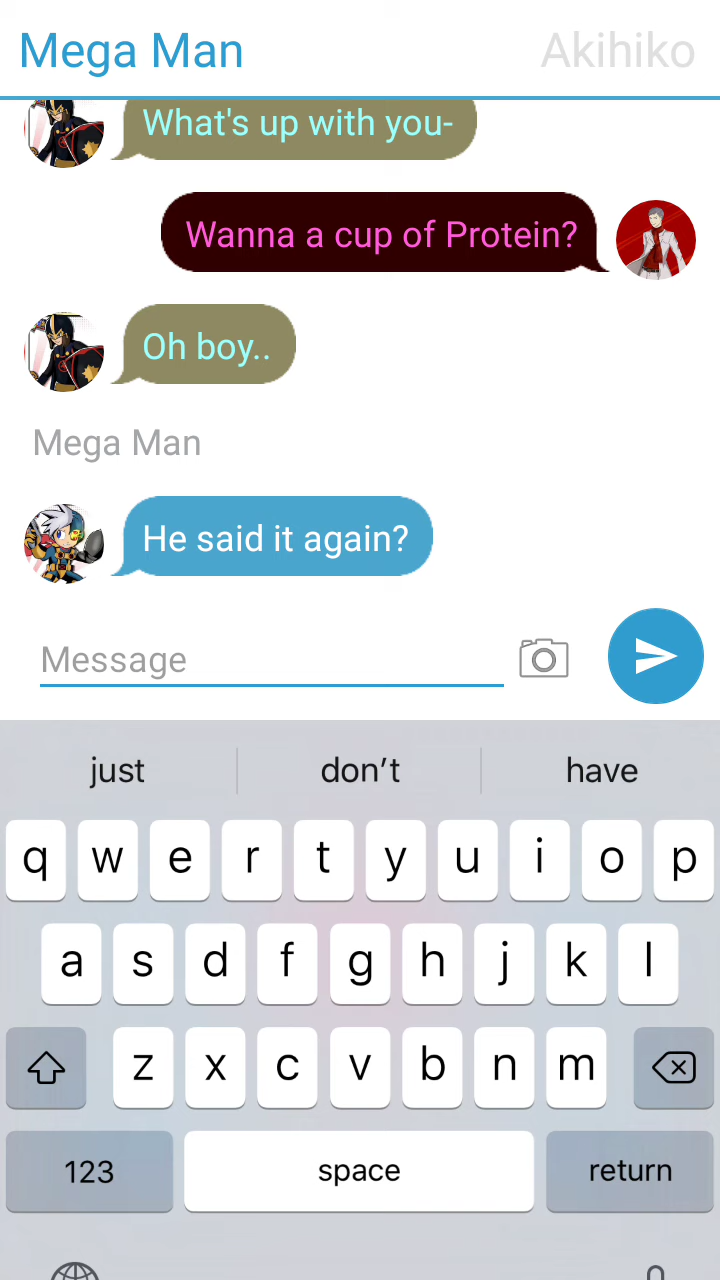 Mega Man
Akihiko
What's up with you-
Wanna a cup of Protein?
Oh boy..
Mega Man
He said it again?
Message
just
don’t
have
q w e r t y u i o p
a s d f g h j k l
z x c v b n m
123
space
return